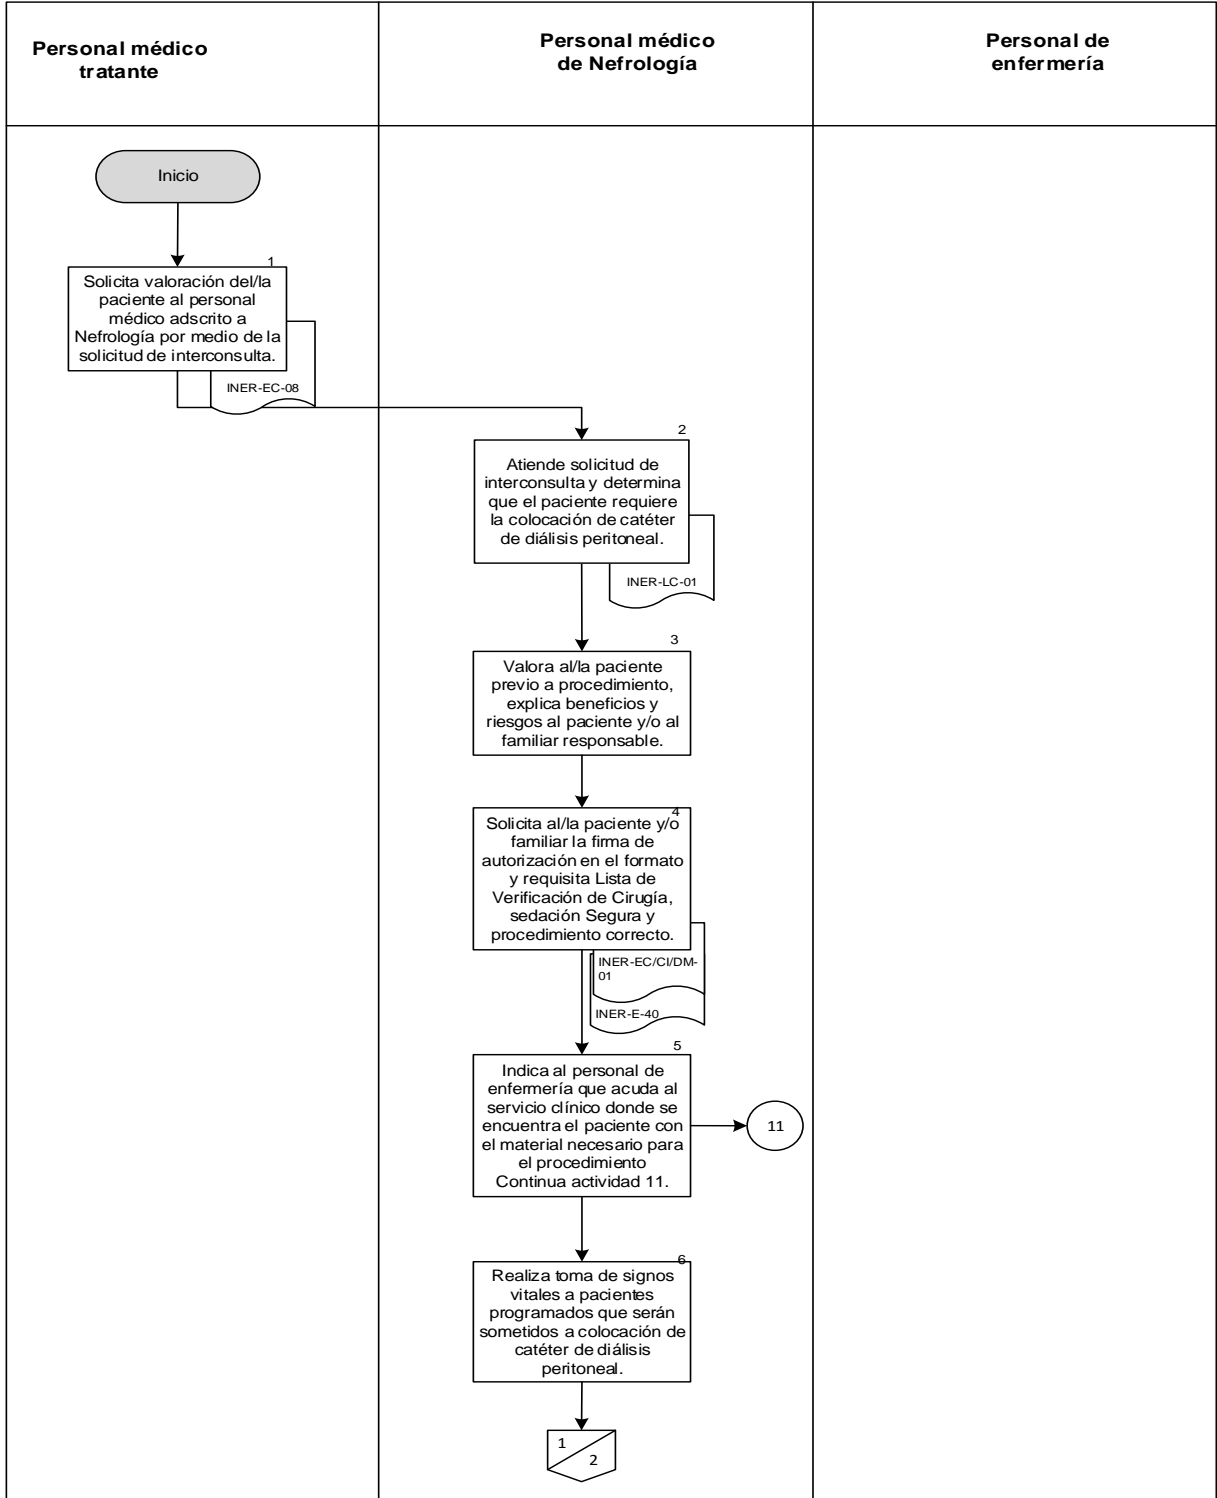 Personal médico
tratante
Personal médico
de Nefrología
Personal de
enfermería
Inicio
1
Solicita valoración del/la
paciente al personal
médico adscrito a
Nefrología por medio de la
solicitud de interconsulta.
INER-EC-08
2
Atiende solicitud de
interconsulta y determina
que el paciente requiere
la colocación de catéter
de diálisis peritoneal.
INER-LC-01
3
Valora al/la paciente
previo a procedimiento,
explica beneficios y
riesgos al paciente y/o al
familiar responsable.
4
Solicita al/la paciente y/o
familiar la firma de
autorización en el formato
y requisita Lista de
Verificación de Cirugía,
sedación Segura y
procedimiento correcto.
INER-EC/CI/DM-
01
INER-E-40
5
Indica al personal de
enfermería que acuda al
servicio clínico donde se
encuentra el paciente con
el material necesario para
el procedimiento
Continua actividad 11.
11
6
Realiza toma de signos
vitales a pacientes
programados que serán
sometidos a colocación de
catéter de diálisis
peritoneal.
1
2